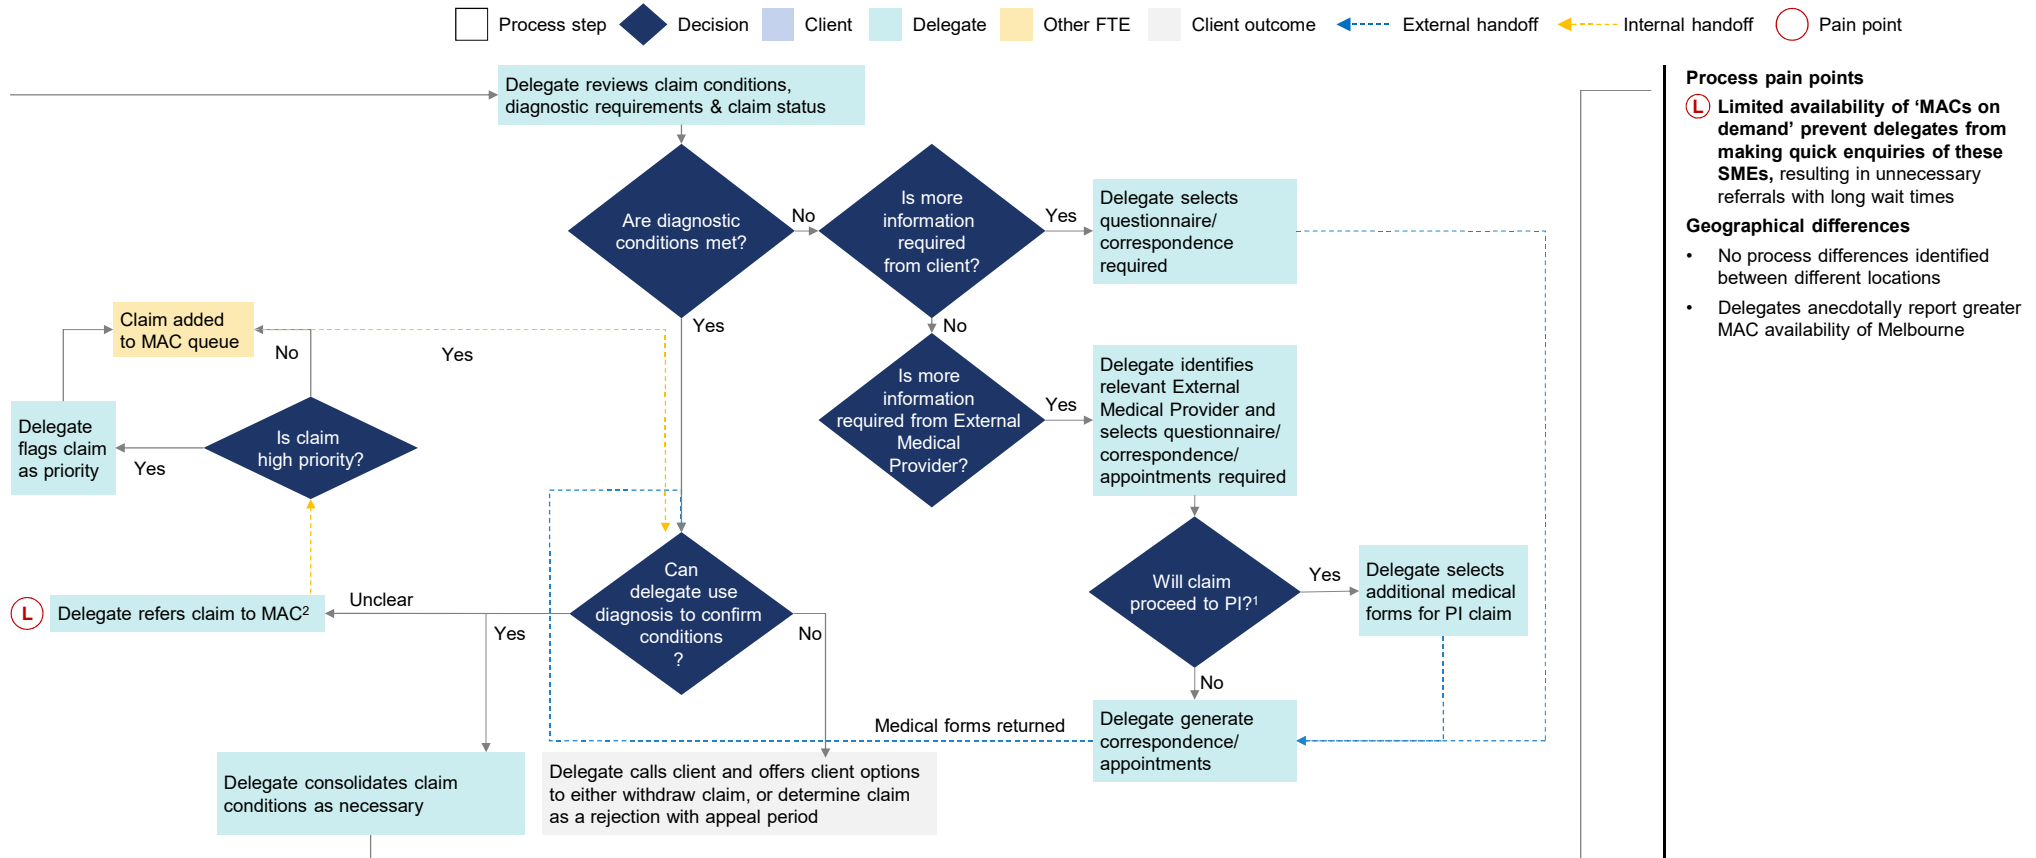 Process step
Decision
Client
Delegate
Other FTE
Client outcome
External handoff
Internal handoff
Pain point
Delegate reviews claim conditions,
diagnostic requirements & claim status
Are diagnostic
conditions met?
No
Is more
information
required
from client?
Yes
Delegate selects
questionnaire/
correspondence
required
Yes
No
Claim added
to MAC queue
No
Yes
Is more
information
required from External
Medical
Provider?
Yes
Delegate identifies
relevant External
Medical Provider and
selects questionnaire/
correspondence/
appointments required
Delegate
flags claim
as priority
Yes
Is claim
high priority?
Can
delegate use
diagnosis to confirm
conditions
?
Will claim
proceed to PI?¹
Yes
Delegate selects
additional medical
forms for PI claim
L
Delegate refers claim to MAC²
Unclear
Yes
No
No
Medical forms returned
Delegate generate
correspondence/
appointments
Delegate consolidates claim
conditions as necessary
Delegate calls client and offers client options
to either withdraw claim, or determine claim
as a rejection with appeal period
Process pain points
L Limited availability of ‘MACs on
demand’ prevent delegates from
making quick enquiries of these
SMEs, resulting in unnecessary
referrals with long wait times
Geographical differences
• No process differences identified
between different locations
• Delegates anecdotally report greater
MAC availability of Melbourne